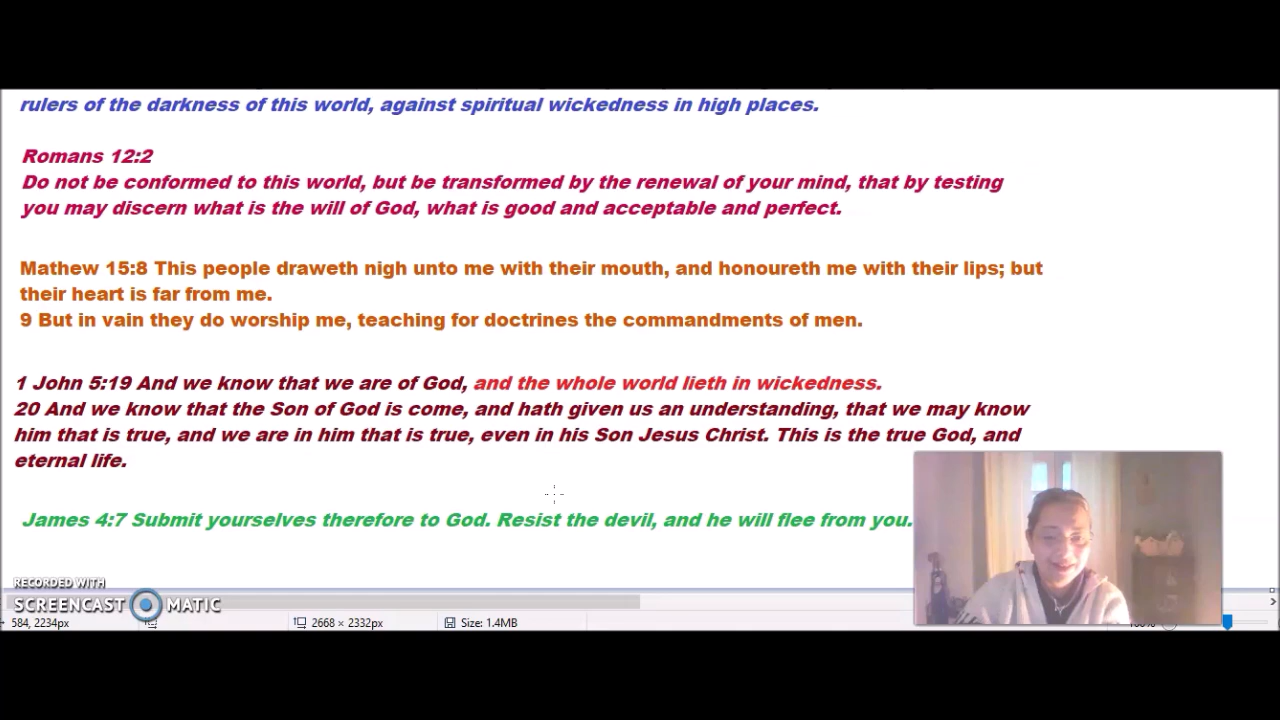 rulers of the darkness of this world, against spiritual wickedness in high places.
Romans 12:2
Do not be conformed to this world, but be transformed by the renewal of your mind, that by testing
you may discern what is the will of God, what is good and acceptable and perfect.
Mathew 15:8 This people draweth nigh unto me with their mouth, and honoureth me with their lips; but
their heart is far from me.
9 But in vain they do worship me, teaching for doctrines the commandments of men.
1 John 5:19 And we know that we are of God, and the whole world lieth in wickedness.
20 And we know that the Son of God is come, and hath given us an understanding, that we may know
him that is true, and we are in him that is true, even in his Son Jesus Christ. This is the true God, and
eternal life.
James 4:7 Submit yourselves therefore to God. Resist the devil, and he will flee from you.
RECORDED WITH
SCREENCAST MATIC
584, 2234px 2668 × 2332px Size: 1.4MB